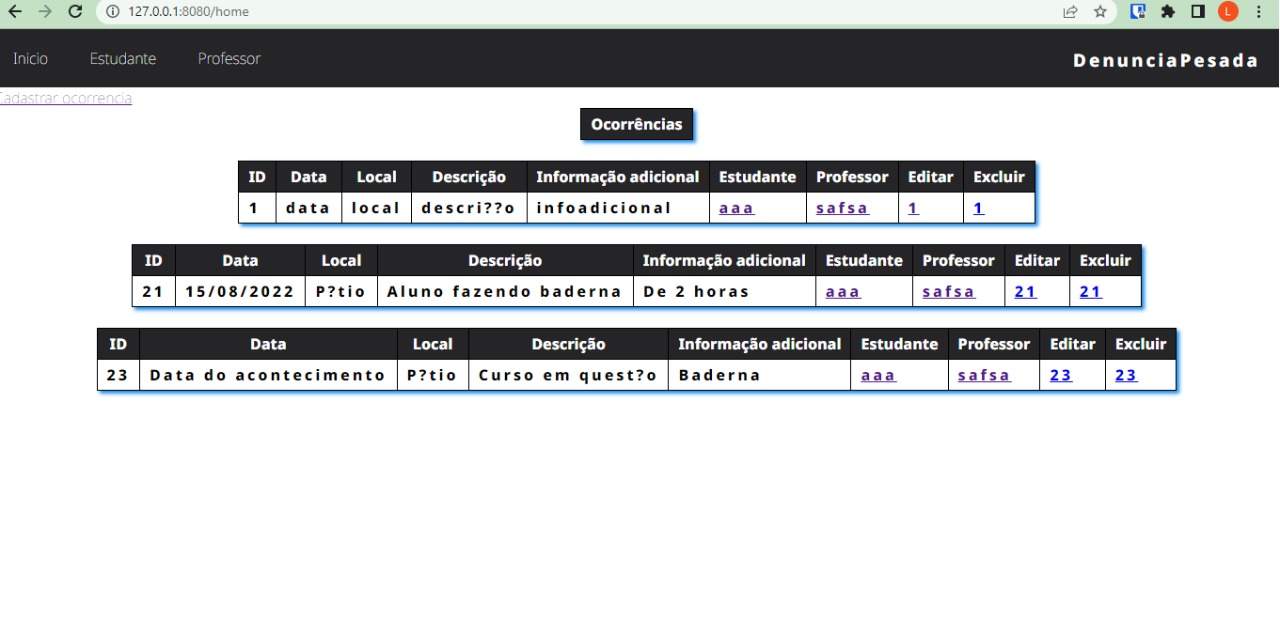 127.0.0.1:8080/home
L
Inicio Estudante Professor DenunciaPesada
Cadastrar ocorrencia
Ocorrências
ID Data Local Descrição Informação adicional Estudante Professor Editar Excluir
1 data local descri??o infoadicional aaa safsa 1 1
ID Data Local Descrição Informação adicional Estudante Professor Editar Excluir
21 15/08/2022 P?tio Aluno fazendo baderna De 2 horas aaa safsa 21 21
ID Data Local Descrição Informação adicional Estudante Professor Editar Excluir
23 Data do acontecimento P?tio Curso em quest?o Baderna aaa safsa 23 23